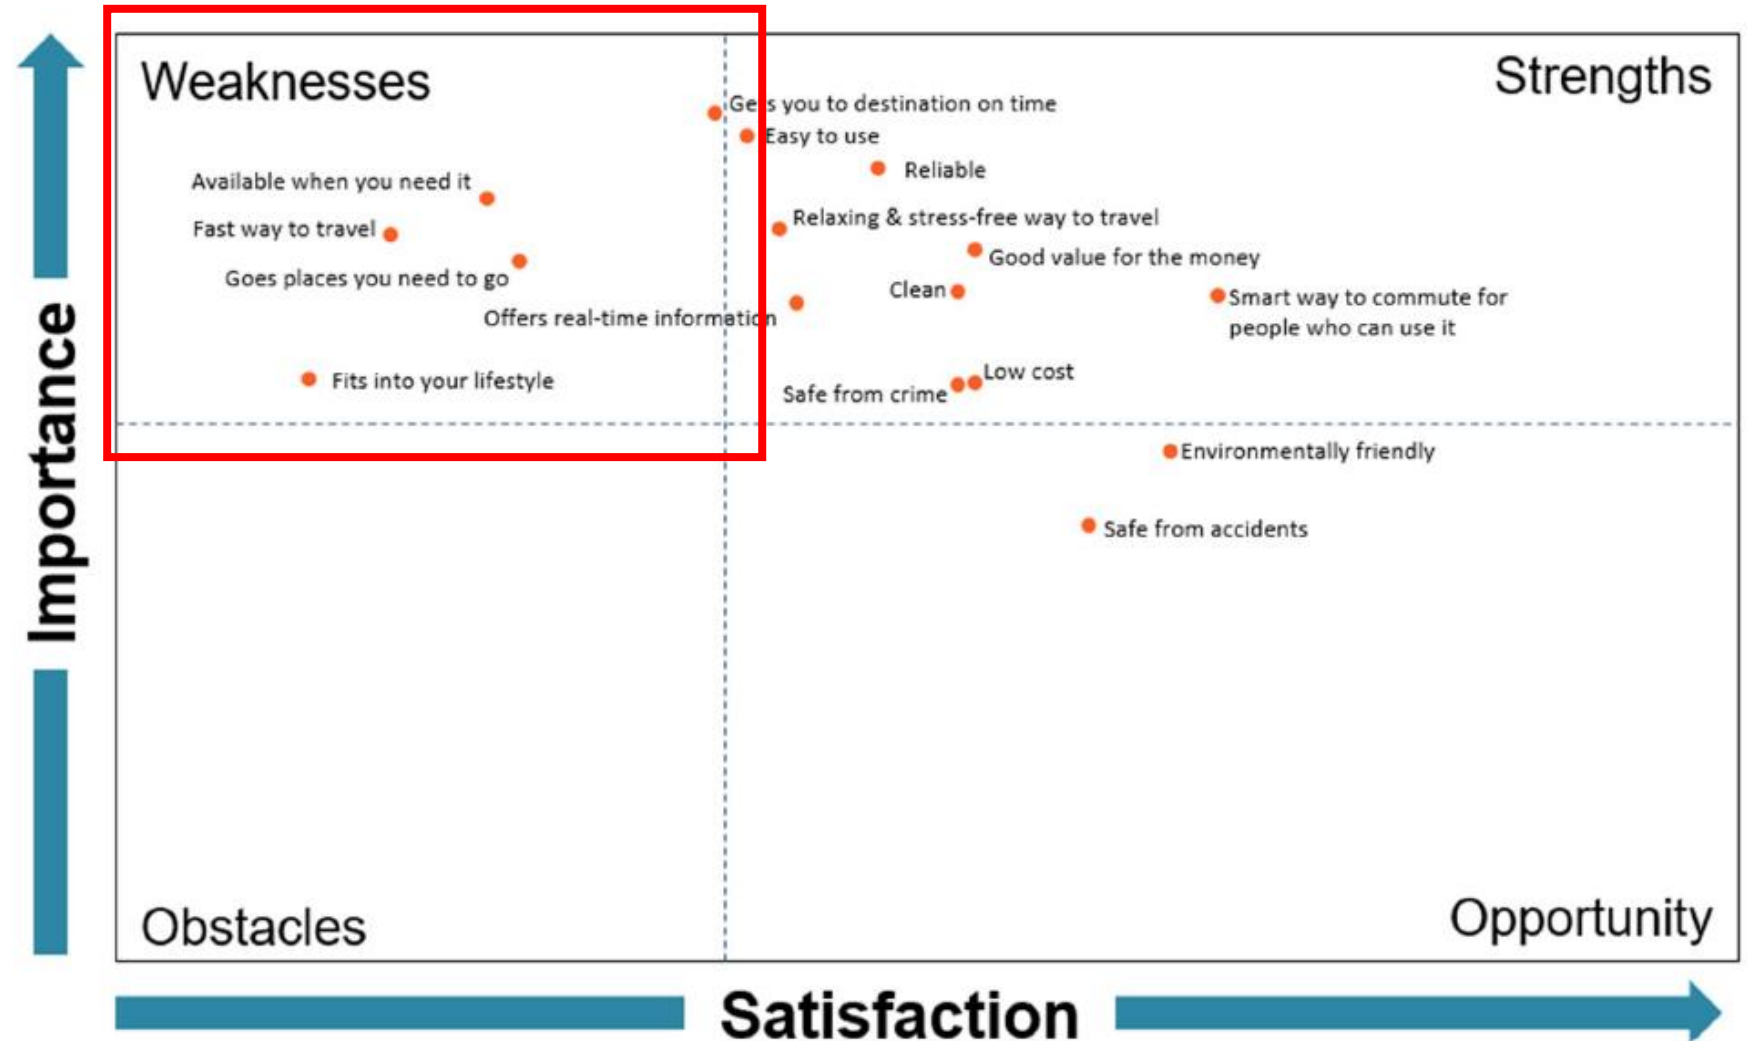 Weaknesses
Strengths
Gets you to destination on time
Easy to use
Reliable
Available when you need it
Fast way to travel
Relaxing & stress-free way to travel
Goes places you need to go
Good value for the money
Clean
Offers real-time information
Smart way to commute for
people who can use it
Fits into your lifestyle
Low cost
Safe from crime
Environmentally friendly
Safe from accidents
Importance
Obstacles
Opportunity
Satisfaction